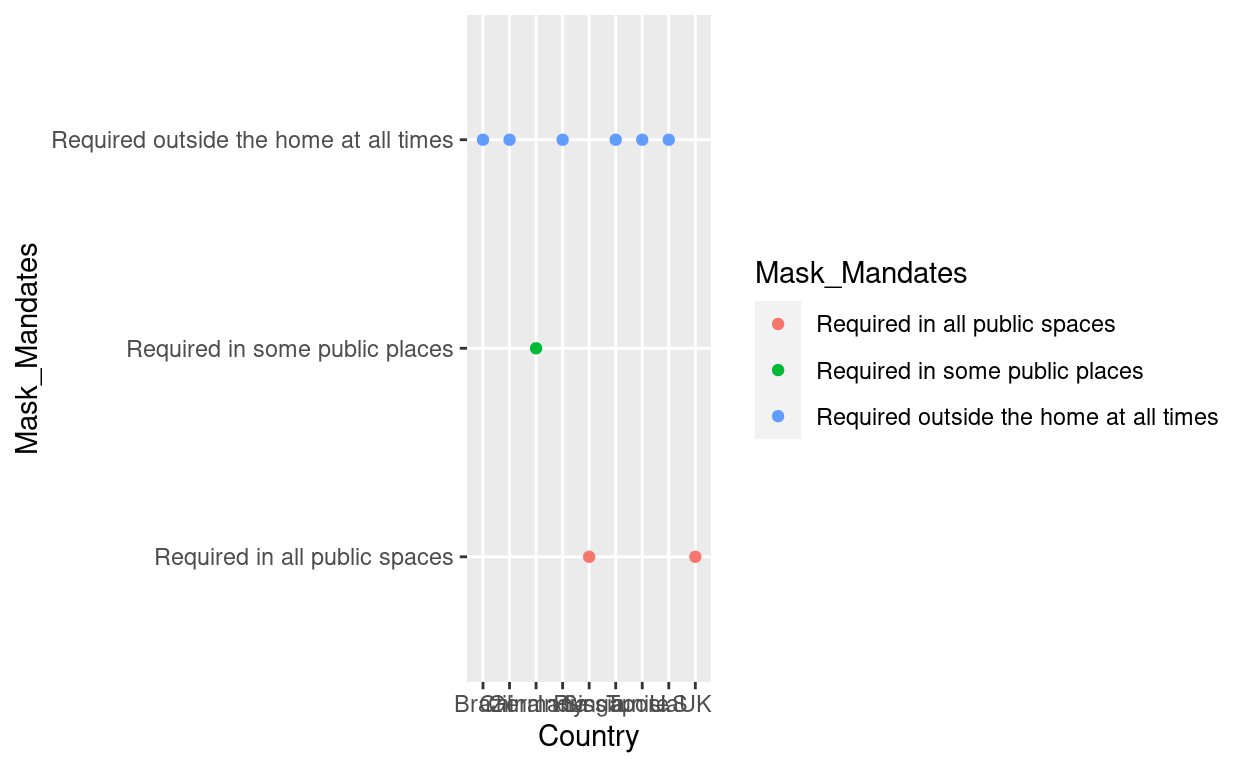 Required outside the home at all times
Required in some public places
Required in all public spaces
Mask_Mandates
UK
Country
Mask_Mandates
Required in all public spaces
Required in some public places
Required outside the home at all times